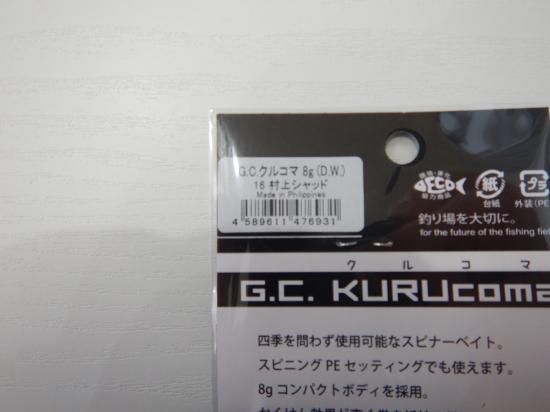 G.C.クルコマ 8g(D.W.)
16 村上シャッド
Made in Philippines
4 589611 476931
ECO
紙
台紙
プラ
外装(PE
釣り場を大切に。
for the future of the fishing fiel
クルコマ
G.C. KURUcoma
四季を問わず使用可能なスピナーベイト。
スピニング PE セッティングでも使えます。
8g コンパクトボディを採用。